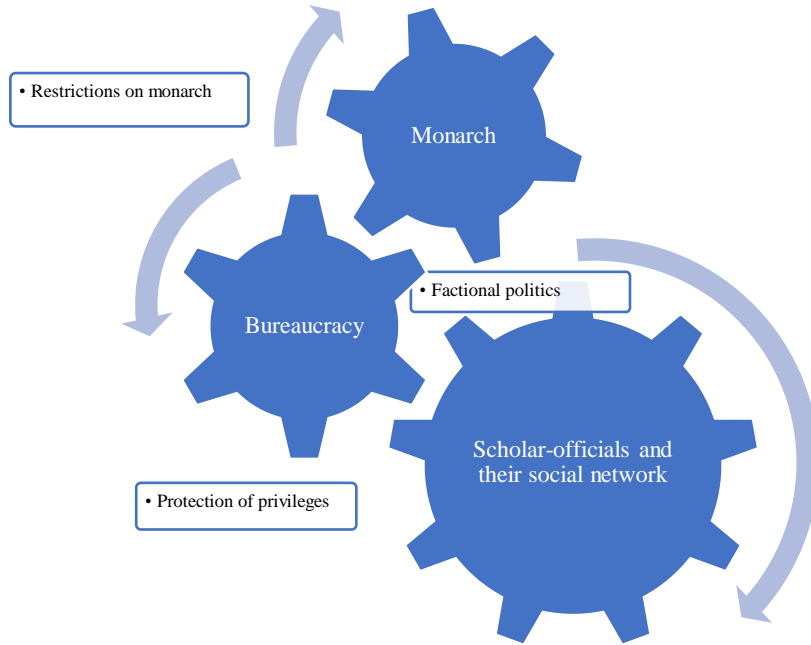 • Restrictions on monarch
Monarch
• Factional politics
Bureaucracy
Scholar-officials and
their social network
• Protection of privileges